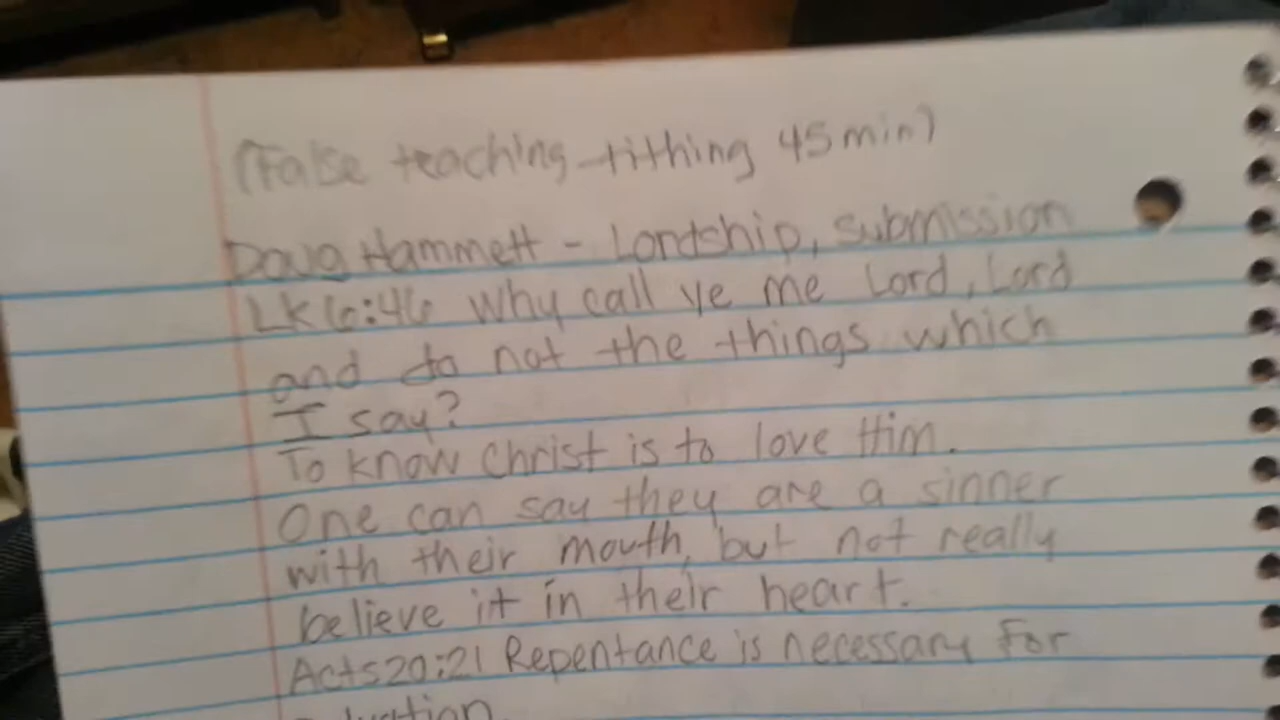 (False teaching - tithing 45 min)
Doug Hammett - Lordship, submission
LK 6:46 Why call ye me Lord, Lord
and do not the things which
I say?
To know Christ is to love Him.
One can say they are a sinner
with their mouth, but not really
believe it in their heart.
Acts 20:21 Repentance is necessary for